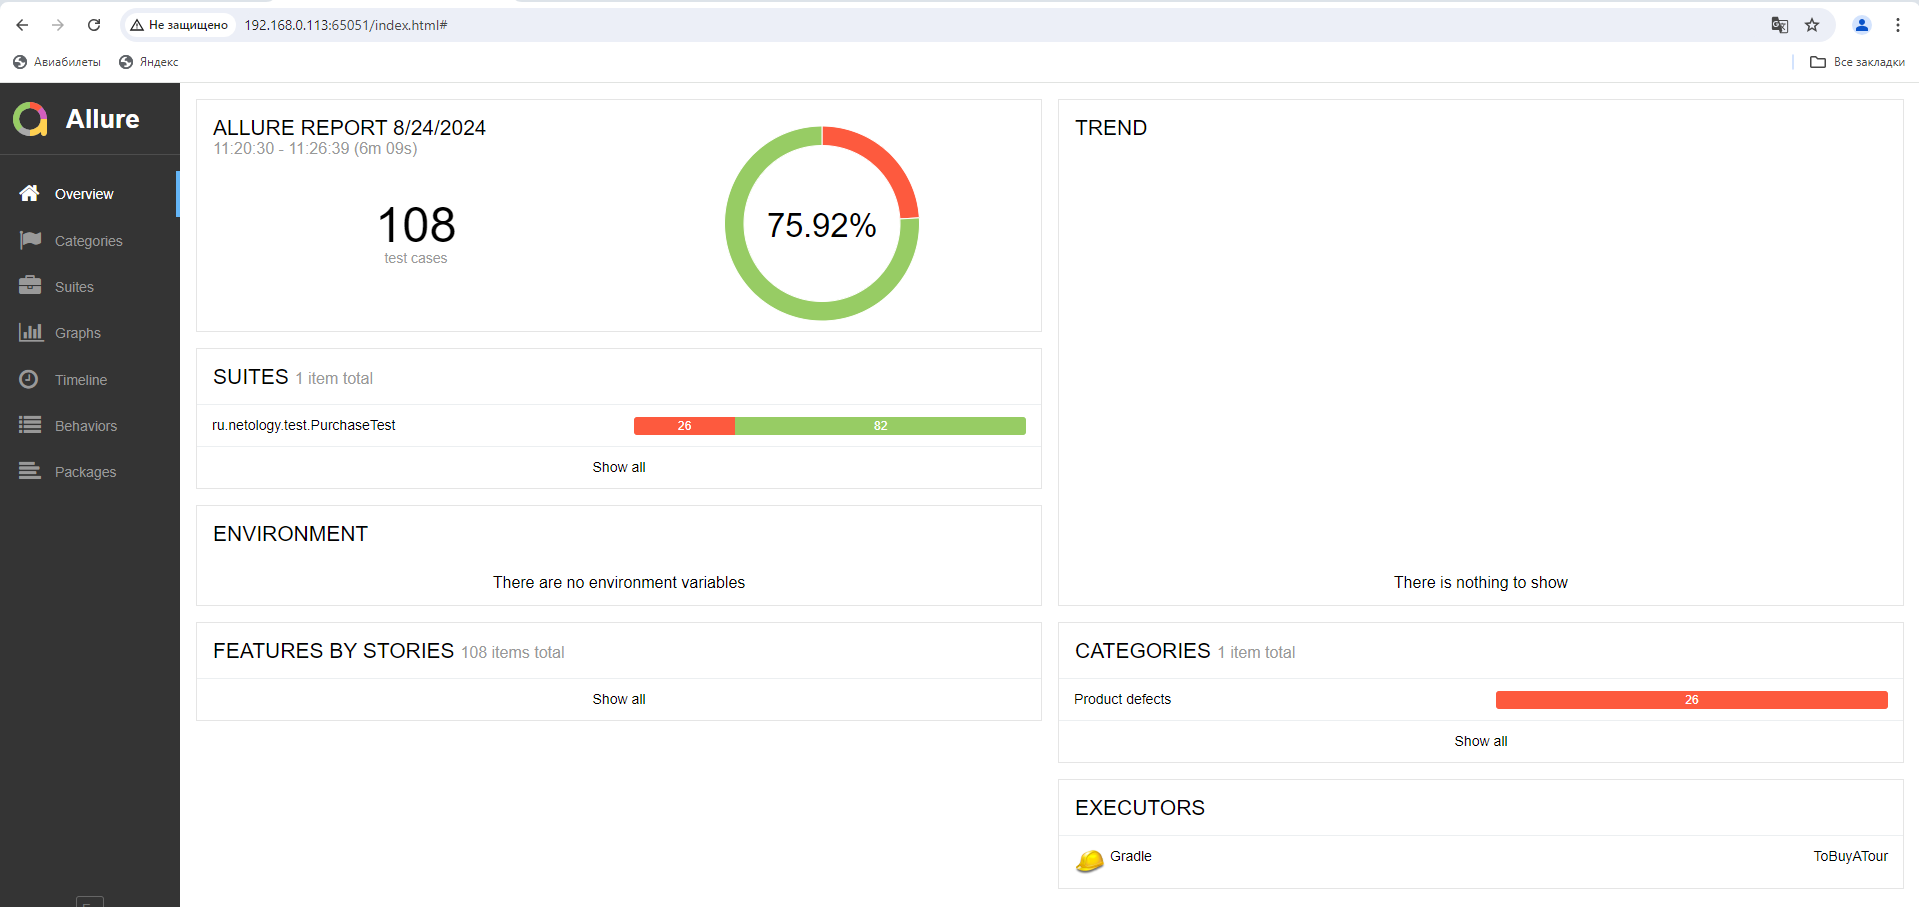 Не защищено
192.168.0.113:65051/index.html#
Авиабилеты
Яндекс
Все закладки
Allure
Overview
Categories
Suites
Graphs
Timeline
Behaviors
Packages
ALLURE REPORT 8/24/2024
11:20:30 - 11:26:39 (6m 09s)
108
test cases
75.92%
SUITES 1 item total
ru.netology.test.PurchaseTest
26
82
Show all
ENVIRONMENT
There are no environment variables
FEATURES BY STORIES 108 items total
Show all
TREND
There is nothing to show
CATEGORIES 1 item total
Product defects
26
Show all
EXECUTORS
Gradle
ToBuyATour